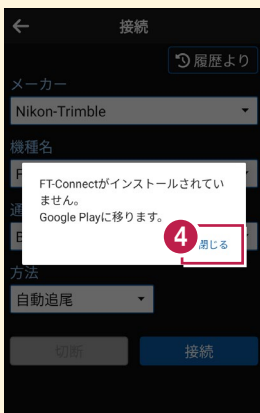 接続
履歴より
メーカー
Nikon-Trimble
機種名
F
FT-Connectがインストールされてい
ません。
Google Playに移ります。
通
4
閉じる
方法
自動追尾
切断
接続